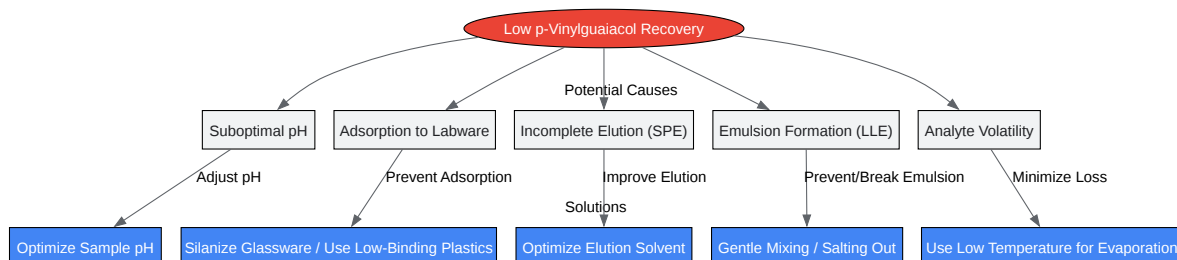 Low p-Vinylguaiacol Recovery
Potential Causes
Suboptimal pH
Adsorption to Labware
Incomplete Elution (SPE)
Emulsion Formation (LLE)
Analyte Volatility
Adjust pH
Prevent Adsorption
Improve Elution
Prevent/Break Emulsion
Minimize Loss
Solutions
Optimize Sample pH
Silanize Glassware / Use Low-Binding Plastics
Optimize Elution Solvent
Gentle Mixing / Salting Out
Use Low Temperature for Evaporation